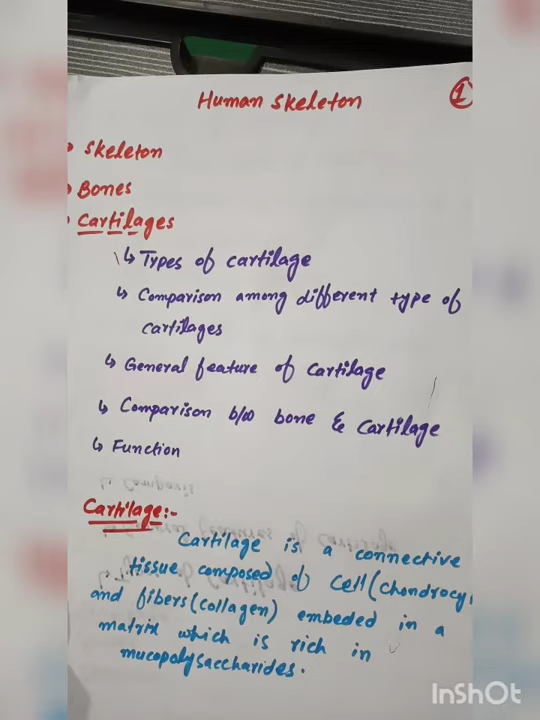 Human skeleton
1
Skeleton
Bones
Cartilages
↳ Types of cartilage
↳ Comparison among different type of
cartilages
↳ General feature of Cartilage
↳ Comparison b/w bone & Cartilage
↳ Function
Cartilage:-
Cartilage is a connective
tissue composed of cell (chondrocy
and fibers (collagen) embeded in a
matrix which is rich in
mucopolysaccharides.
InShOt